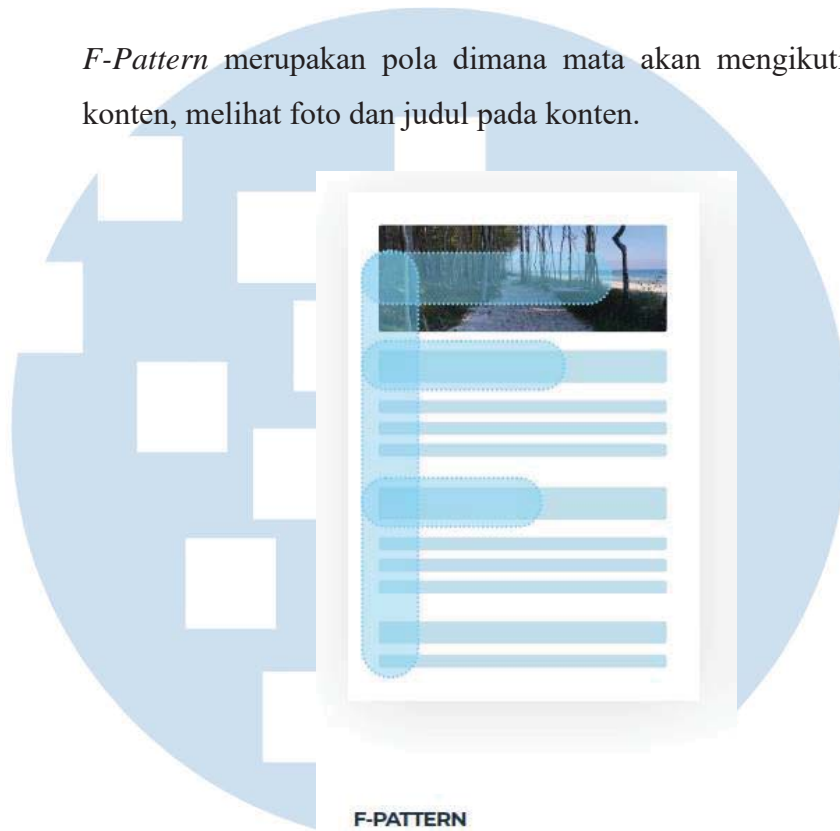 F-Pattern merupakan pola dimana mata akan mengikuti
konten, melihat foto dan judul pada konten.
F-PATTERN